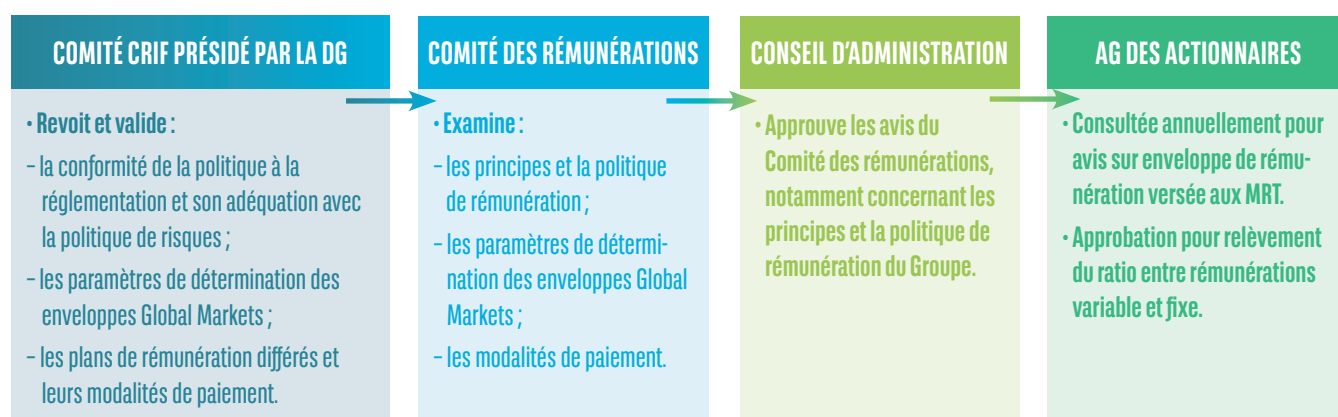 COMITÉ CRIF PRÉSIDÉ PAR LA DG
• Revoit et valide :
– la conformité de la politique à la
réglementation et son adéquation avec
la politique de risques ;
– les paramètres de détermination des
enveloppes Global Markets ;
– les plans de rémunération différés et
leurs modalités de paiement.
COMITÉ DES RÉMUNÉRATIONS
• Examine :
– les principes et la politique
de rémunération ;
– les paramètres de détermi-
nation des enveloppes Global
Markets ;
– les modalités de paiement.
CONSEIL D’ADMINISTRATION
• Approuve les avis du
Comité des rémunérations,
notamment concernant les
principes et la politique de
rémunération du Groupe.
AG DES ACTIONNAIRES
• Consultée annuellement pour
avis sur enveloppe de rému-
nération versée aux MRT.
• Approbation pour relèvement
du ratio entre rémunérations
variable et fixe.